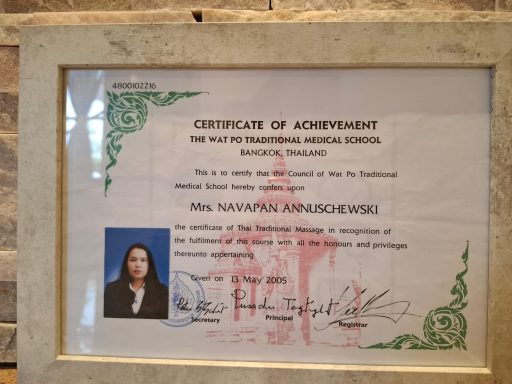 4800102216
CERTIFICATE OF ACHIEVEMENT
THE WAT PO TRADITIONAL MEDICAL SCHOOL
BANGKOK, THAILAND
This is to certify that the Council of Wat Po Traditional
Medical School hereby confers upon
Mrs. NAVAPAN ANNUSCHEWSKI
the certificate of Thai Traditional Massage in recognition of
the fulfilment of this course with all the honours and privileges
thereunto appertaining
Given on 13 May 2005
Secretary Principal Registrar